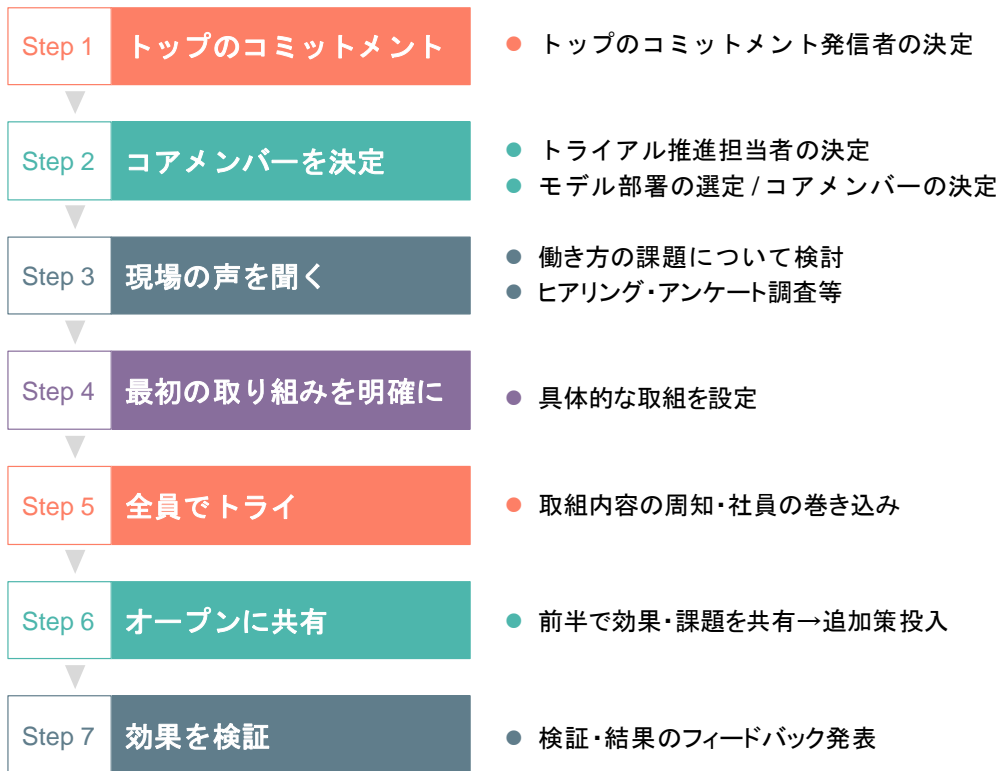 Step 1 トップのコミットメント
● トップのコミットメント発信者の決定
Step 2 コアメンバーを決定
● トライアル推進担当者の決定
● モデル部署の選定/コアメンバーの決定
Step 3 現場の声を聞く
● 働き方の課題について検討
● ヒアリング・アンケート調査等
Step 4 最初の取り組みを明確に
● 具体的な取組を設定
Step 5 全員でトライ
● 取組内容の周知・社員の巻き込み
Step 6 オープンに共有
● 前半で効果・課題を共有→追加策投入
Step 7 効果を検証
● 検証・結果のフィードバック発表